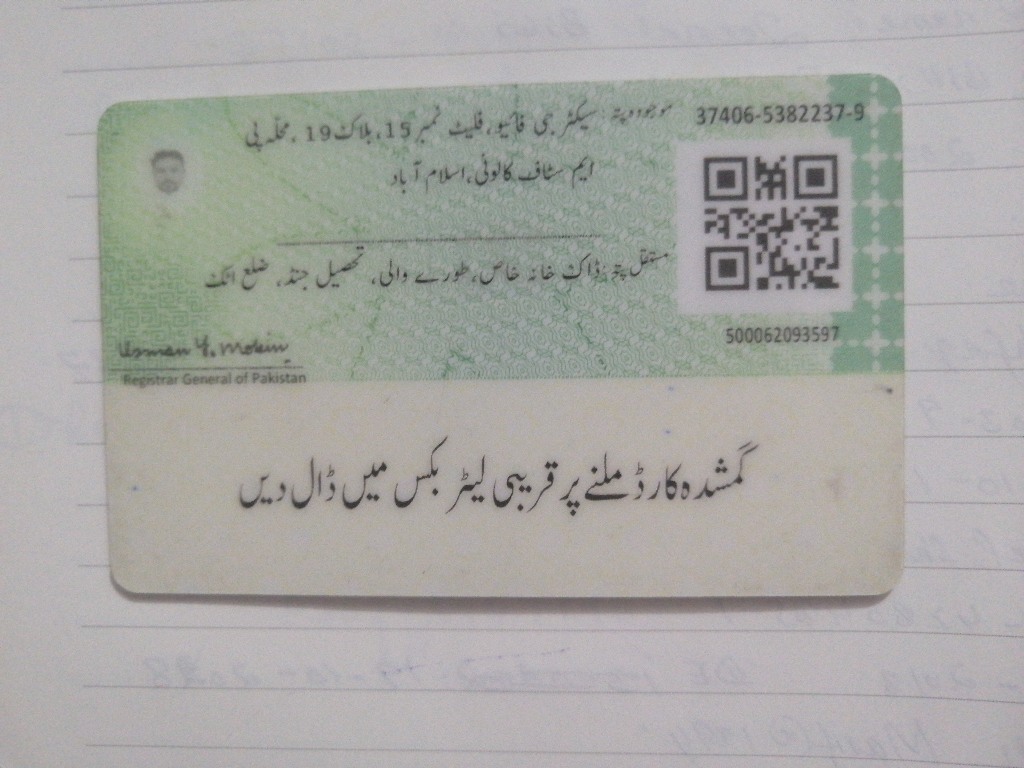 موجودہ پتہ: سیکٹر جی فائیو، فلیٹ نمبر 15، بلاک 19، محلہ پی
ایم سٹاف کالونی، اسلام آباد
37406-5382237-9
مستقل پتہ: ڈاک خانہ خاص، طورے والی، تحصیل جنڈ، ضلع اٹک
500062093597
Usman Y. Mobin
Registrar General of Pakistan
گمشدہ کارڈ ملنے پر قریبی لیٹر بکس میں ڈال دیں